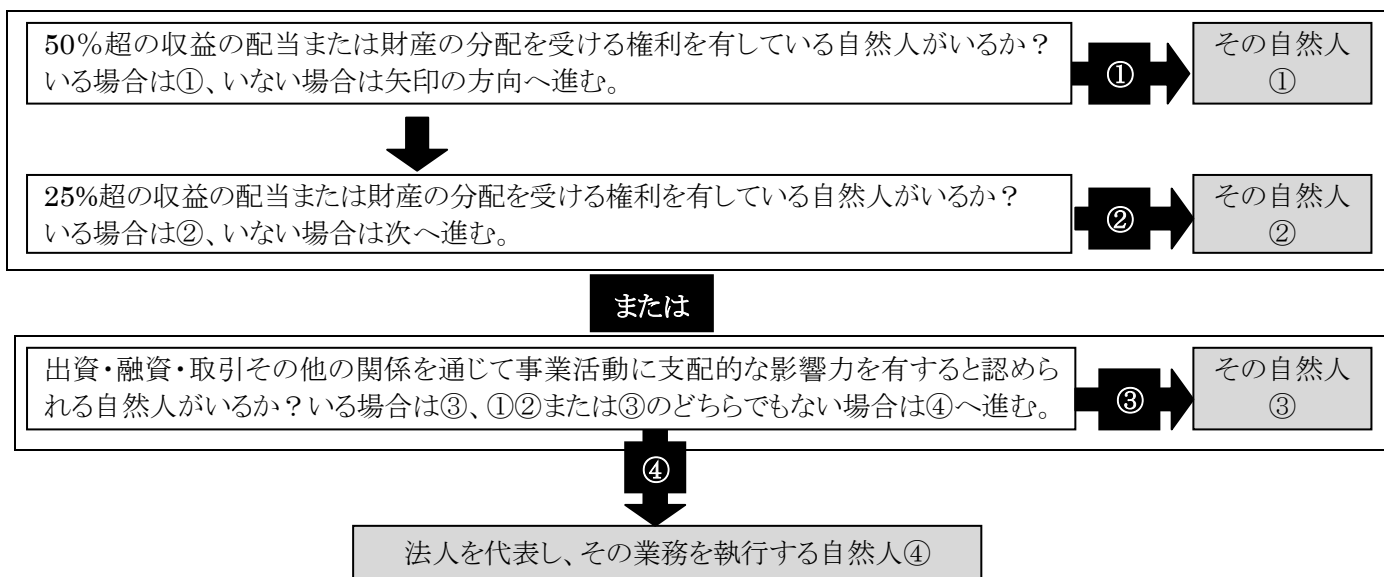 50%超の収益の配当または財産の分配を受ける権利を有している自然人がいるか?
いる場合は①、いない場合は矢印の方向へ進む。
①
その自然人
①
25%超の収益の配当または財産の分配を受ける権利を有している自然人がいるか?
いる場合は②、いない場合は次へ進む。
②
その自然人
②
または
出資・融資・取引その他の関係を通じて事業活動に支配的な影響力を有すると認めら
れる自然人がいるか?いる場合は③、①②または③のどちらでもない場合は④へ進む。
③
その自然人
③
④
法人を代表し、その業務を執行する自然人④